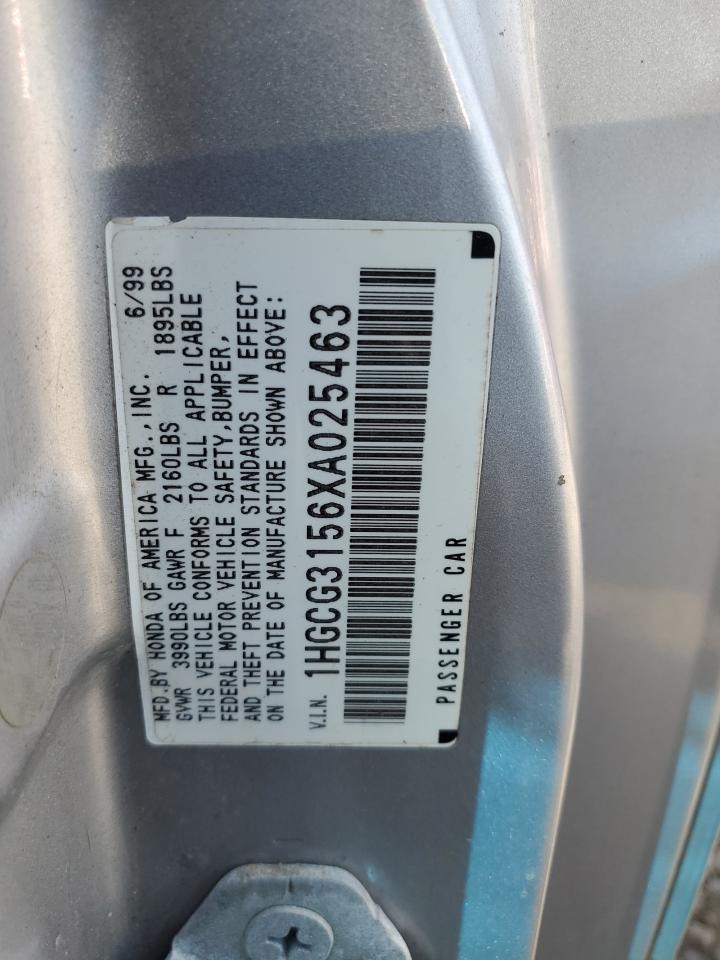 MFD.BY HONDA OF AMERICA MFG.,INC. 6/99
GVWR 3990LBS GAWR F 2160LBS R 1895LBS
THIS VEHICLE CONFORMS TO ALL APPLICABLE
FEDERAL MOTOR VEHICLE SAFETY,BUMPER,
AND THEFT PREVENTION STANDARDS IN EFFECT
ON THE DATE OF MANUFACTURE SHOWN ABOVE:
V.I.N. 1HGCG3156XA025463
PASSENGER CAR